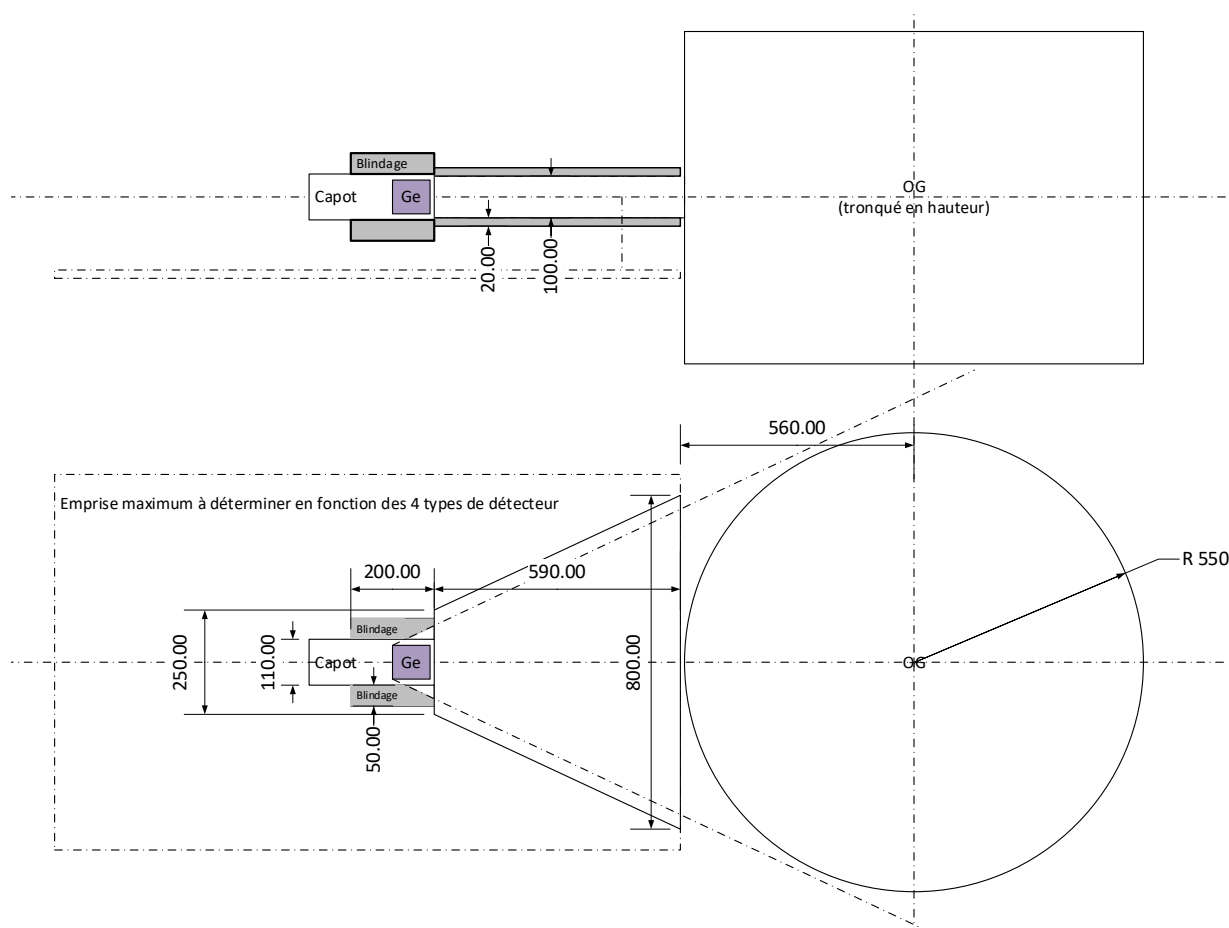 Blindage
Capot
Ge
OG
(tronqué en hauteur)
20.00
100.00
560.00
Emprise maximum à déterminer en fonction des 4 types de détecteur
R 550
200.00
590.00
250.00
110.00
Blindage
Capot
Ge
800.00
OG
Blindage
50.00